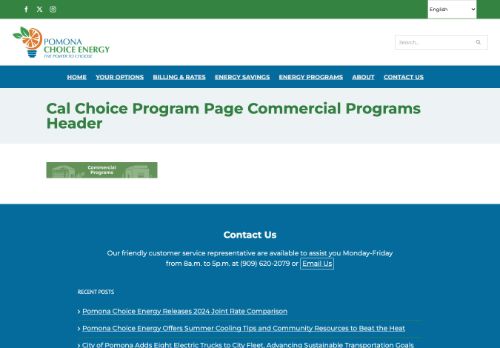 English
POMONA
CHOICE ENERGY
THE POWER TO CHOOSE
Search...
HOME YOUR OPTIONS BILLING & RATES ENERGY SAVINGS ENERGY PROGRAMS ABOUT CONTACT US
Cal Choice Program Page Commercial Programs
Header
Commercial
Programs
Contact Us
Our friendly customer service representative are available to assist you Monday-Friday
from 8a.m. to 5p.m. at (909) 620-2079 or Email Us
RECENT POSTS
Pomona Choice Energy Releases 2024 Joint Rate Comparison
Pomona Choice Energy Offers Summer Cooling Tips and Community Resources to Beat the Heat
City of Pomona Adds Eight Electric Trucks to City Fleet, Advancing Sustainable Transportation Goals